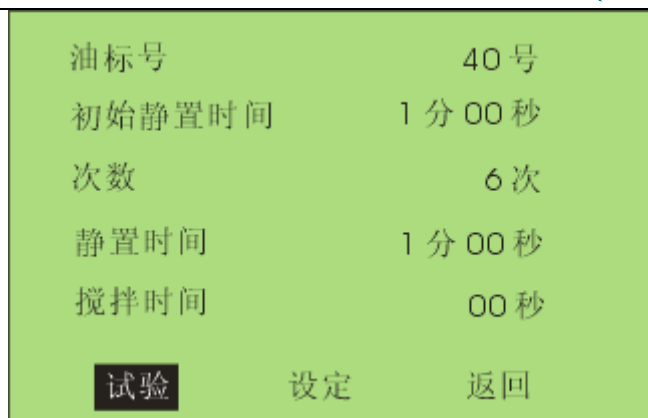 油标号 40号
初始静置时间 1分00秒
次数 6次
静置时间 1分00秒
搅拌时间 00秒
试验 设定 返回